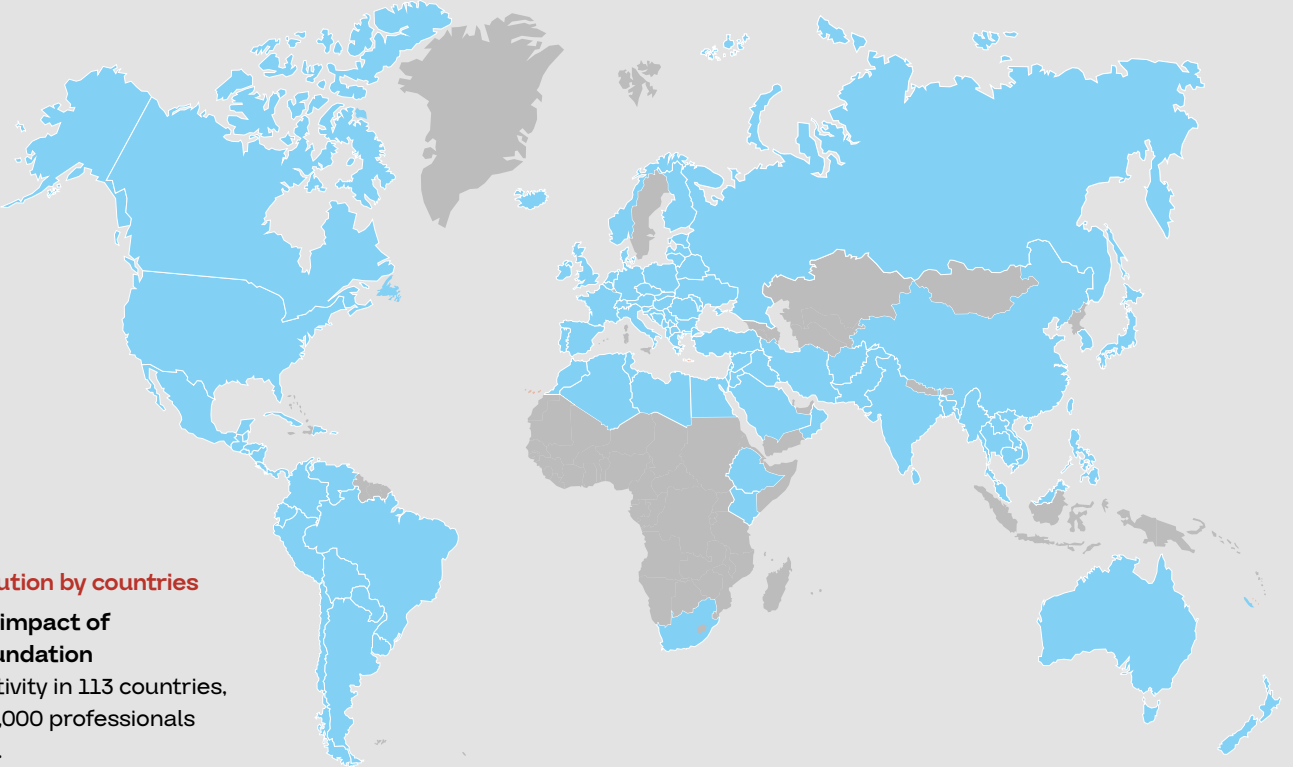 ution by countries
impact of
undation
tivity in 113 countries,
,000 professionals
.